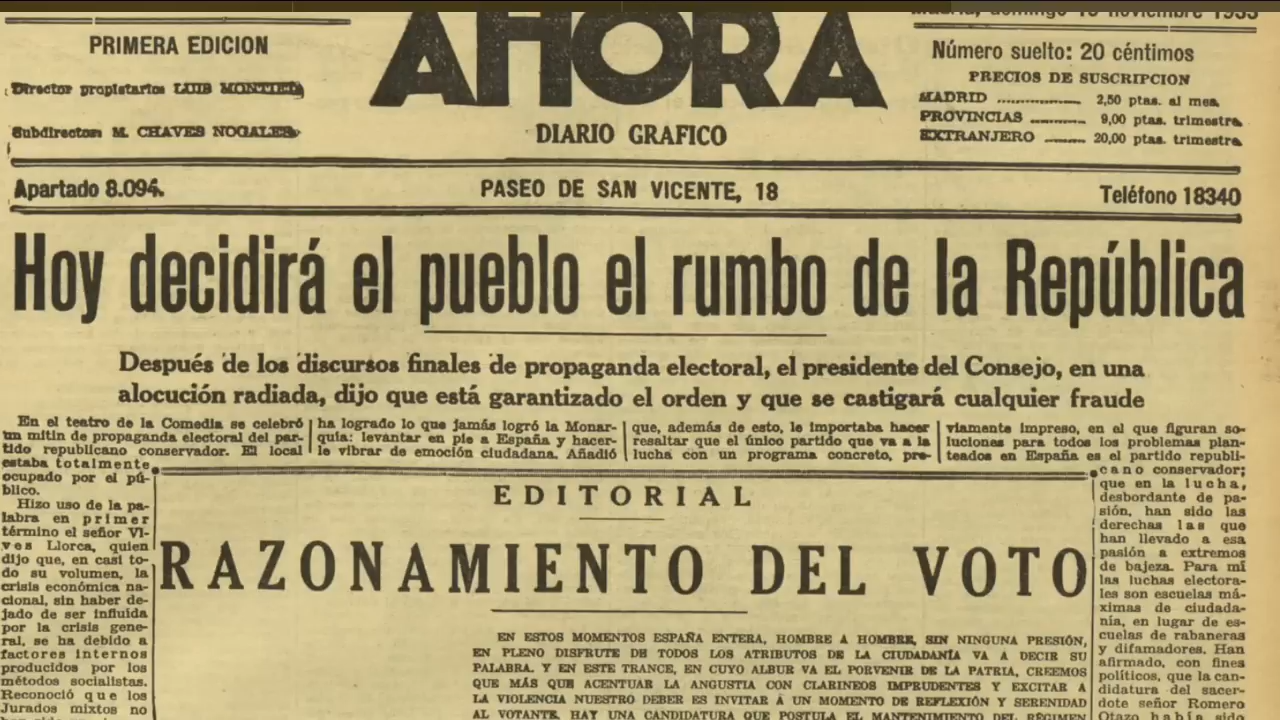 PRIMERA EDICION
Director propietario: LUIS MONTIEL
Subdirector: M. CHAVES NOGALES
AHORA
DIARIO GRAFICO
Madrid, domingo 19 noviembre 1933
Número suelto: 20 céntimos
PRECIOS DE SUSCRIPCION
MADRID 2,50 ptas. al mes
PROVINCIAS 9,00 ptas. trimestre
EXTRANJERO 20,00 ptas. trimestre
Apartado 8.094.
PASEO DE SAN VICENTE, 18
Teléfono 18340
Hoy decidirá el pueblo el rumbo de la República
Después de los discursos finales de propaganda electoral, el presidente del Consejo, en una
alocución radiada, dijo que está garantizado el orden y que se castigará cualquier fraude
En el teatro de la Comedia se celebró
un mitin de propaganda electoral del par-
tido republicano conservador. El local
estaba totalmente
ocupado por el pú-
blico.
Hizo uso de la pa-
labra en primer
término el señor Vi-
ves Llorca, quien
dijo que, en casi to-
do su volumen, la
crisis económica na-
cional, sin haber de-
jado de ser influída
por la crisis gene-
ral, se ha debido a
factores internos
producidos por los
métodos socialistas.
Reconoció que los
Jurados mixtos no
ha logrado lo que jamás logró la Monar-
quía: levantar en pie a España y hacer-
le vibrar de emoción ciudadana. Añadió
que, además de esto, le importaba hacer
resaltar que el único partido que va a la
lucha con un programa concreto, pre-
viamente impreso, en el que figuran so-
luciones para todos los problemas plan-
teados en España es el partido republi-
cano conservador;
que en la lucha,
desbordante de pa-
sión, han sido las
derechas las que
han llevado a esa
pasión a extremos
de bajeza. Para mí
las luchas electora-
les son escuelas má-
ximas de ciudada-
nía, en lugar de es-
cuelas de rabaneras
y difamadores. Han
afirmado, con fines
políticos, que la can-
didatura del sacer-
dote señor Romero
Otazo había sido
EDITORIAL
RAZONAMIENTO DEL VOTO
EN ESTOS MOMENTOS ESPAÑA ENTERA, HOMBRE A HOMBRE, SIN NINGUNA PRESIÓN,
EN PLENO DISFRUTE DE TODOS LOS ATRIBUTOS DE LA CIUDADANÍA VA A DECIR SU
PALABRA. Y EN ESTE TRANCE, EN CUYO ALBUR VA EL PORVENIR DE LA PATRIA, CREEMOS
QUE MÁS QUE ACENTUAR LA ANGUSTIA CON CLARINEOS IMPRUDENTES Y EXCITAR A
LA VIOLENCIA NUESTRO DEBER ES INVITAR Á UN MOMENTO DE REFLEXIÓN Y SERENIDAD
AL VOTANTE. HAY UNA CANDIDATURA QUE POSTULA EL MANTENIMIENTO DEL RÉGIMEN